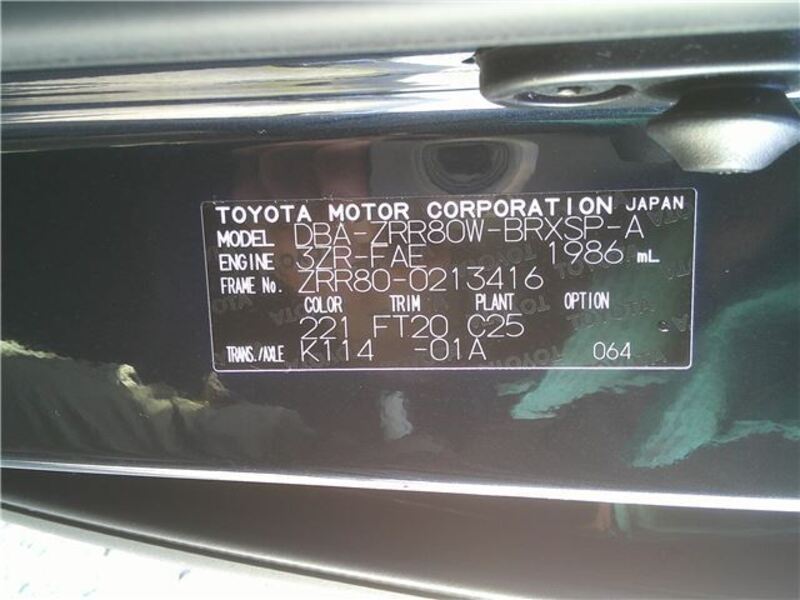 TOYOTA MOTOR CORPORATION JAPAN
MODEL DBA-ZRR80W-BRXSP-A
ENGINE 3ZR-FAE 1986 mL
FRAME No. ZRR80-0213416
COLOR TRIM PLANT OPTION
221 FT20 C25
TRANS./AXLE K114 -01A 064